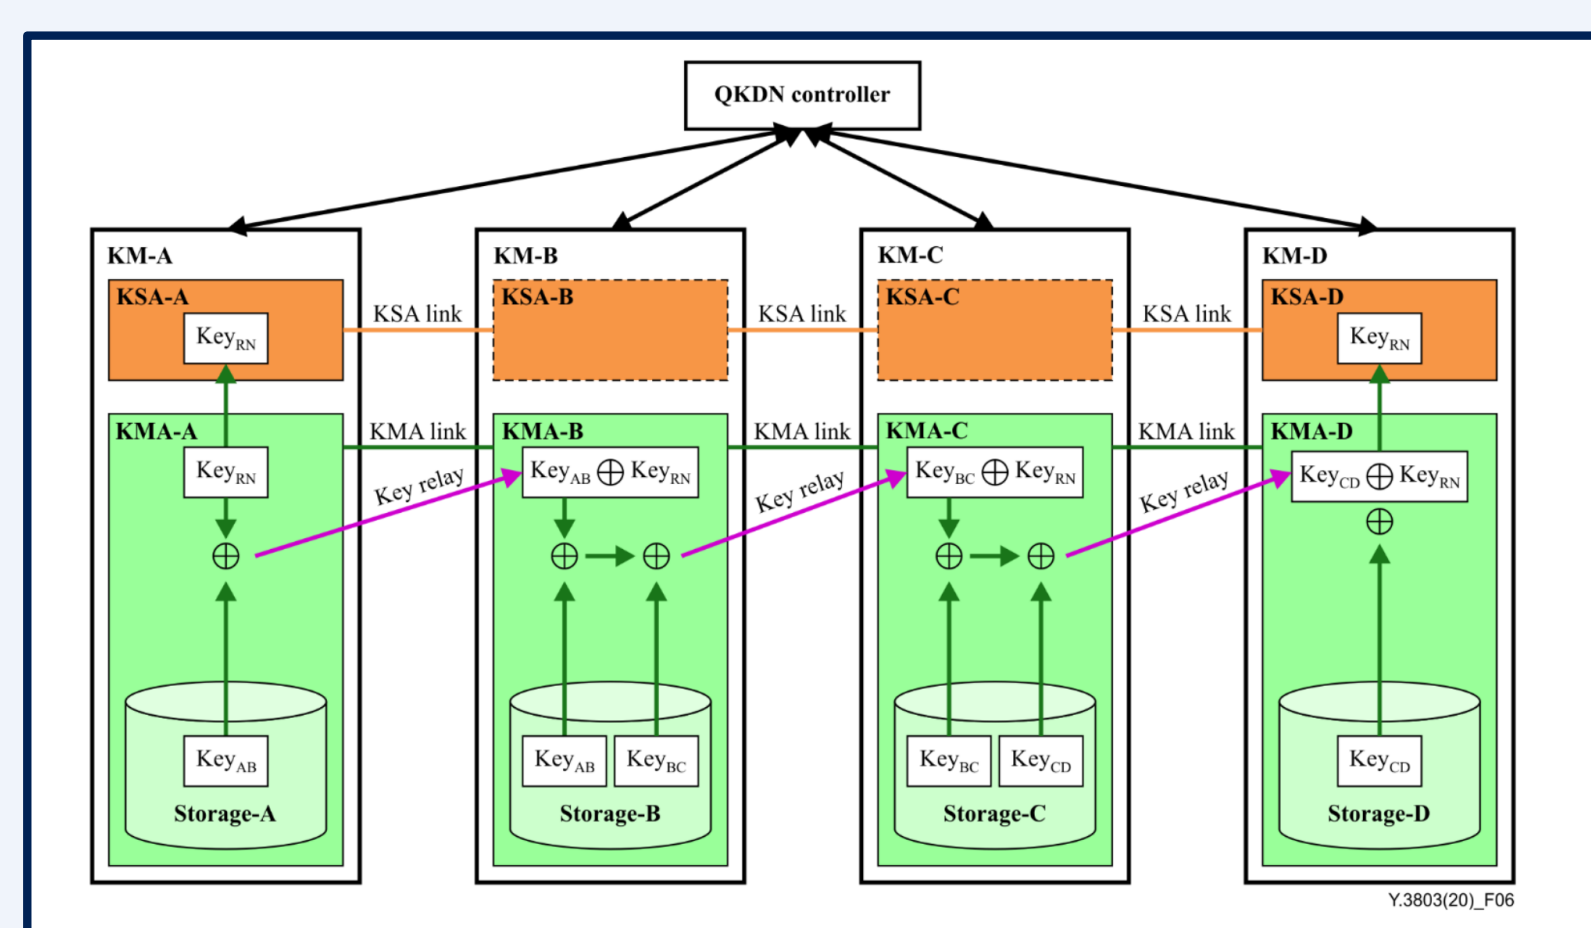 QKDN controller
KM-A
KM-B
KM-C
KM-D
KSA-A
KSA-B
KSA-C
KSA-D
KSA link
KSA link
KSA link
KeyRN
KeyRN
KMA-A
KMA link
KMA-B
KMA link
KMA-C
KMA link
KMA-D
KeyRN
Key relay
KeyAB ⊕ KeyRN
Key relay
KeyBC ⊕ KeyRN
Key relay
KeyCD ⊕ KeyRN
KeyAB
KeyAB
KeyBC
KeyBC
KeyCD
KeyCD
Storage-A
Storage-B
Storage-C
Storage-D
Y.3803(20)_F06